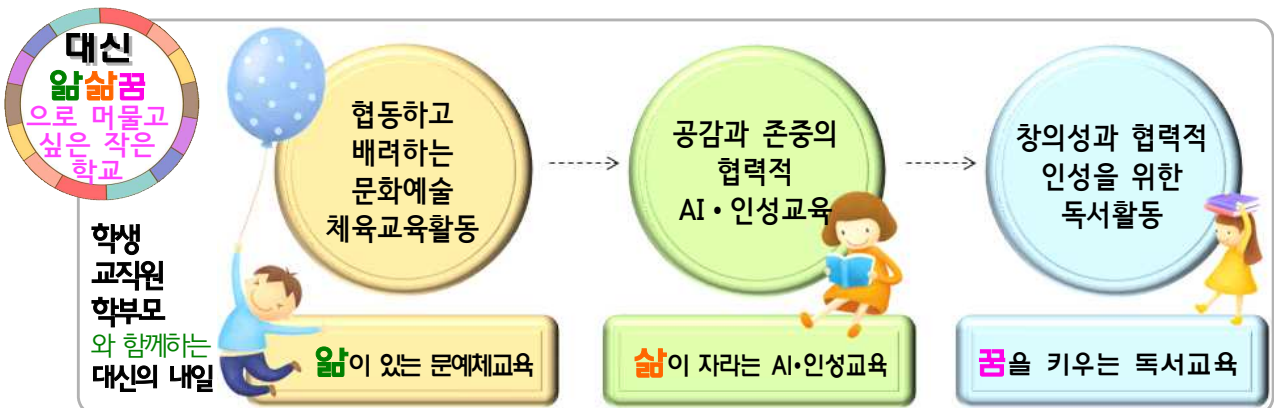 대신
앎삶꿈
으로 머물고
싶은 작은
학교
학생
교직원
학부모
와 함께하는
대신의 내일
협동하고
배려하는
문화예술
체육교육활동
앎이 있는 문예체교육
공감과 존중의
협력적
AI·인성교육
삶이 자라는 AI·인성교육
창의성과 협력적
인성을 위한
독서활동
꿈을 키우는 독서교육